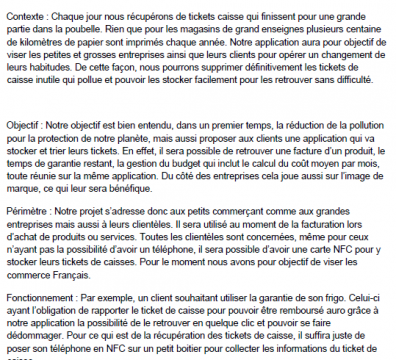 Contexte : Chaque jour nous récupérons de tickets caisse qui finissent pour une grande
partie dans la poubelle. Rien que pour les magasins de grand enseignes plusieurs centaine
de kilomètres de papier sont imprimés chaque année. Notre application aura pour objectif de
viser les petites et grosses entreprises ainsi que leurs clients pour opérer un changement de
leurs habitudes. De cette façon, nous pourrons supprimer définitivement les tickets de
caisse inutile qui pollue et pouvoir les stocker facilement pour les retrouver sans difficulté.
Objectif : Notre objectif est bien entendu, dans un premier temps, la réduction de la pollution
pour la protection de notre planète, mais aussi proposer aux clients une application qui va
stocker et trier leurs tickets. En effet, il sera possible de retrouver une facture d'un produit, le
temps de garantie restant, la gestion du budget qui inclut le calcul du coût moyen par mois,
toute réunie sur la même application. Du côté des entreprises cela joue aussi sur l'image de
marque, ce qui leur sera bénéfique.
Périmètre : Notre projet s'adresse donc aux petits commerçant comme aux grandes
entreprises mais aussi à leurs clientèles. Il sera utilisé au moment de la facturation lors
d'achat de produits ou services. Toutes les clientèles sont concernées, même pour ceux
n'ayant pas la possibilité d'avoir un téléphone, il sera possible d'avoir une carte NFC pour y
stocker leurs tickets de caisses. Pour le moment nous avons pour objectif de viser les
commerce Français.
Fonctionnement : Par exemple, un client souhaitant utiliser la garantie de son frigo. Celui-ci
ayant l'obligation de rapporter le ticket de caisse pour pouvoir être remboursé auro grâce à
notre application la possibilité de le retrouver en quelque clic et pouvoir se faire
dédommager. Pour ce qui est de la récupération des tickets de caisse, il suffira juste de
poser son téléphone en NFC sur un petit boitier pour collecter les informations du ticket de